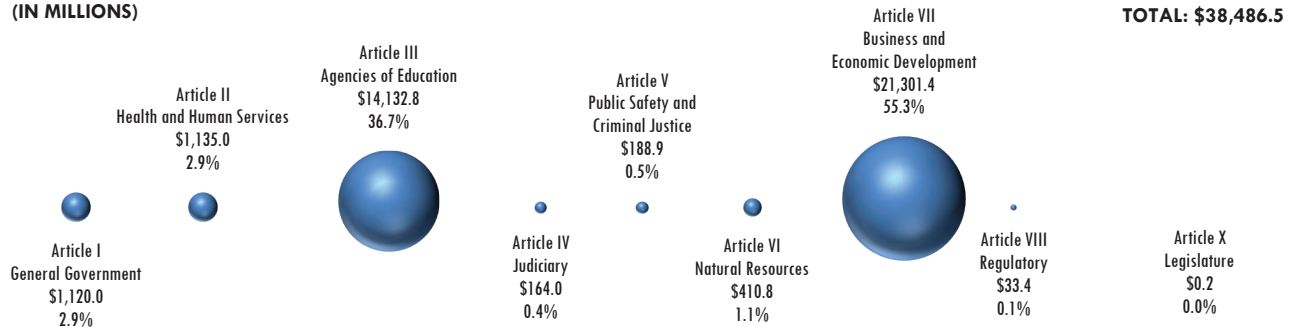 (IN MILLIONS)
TOTAL: $38,486.5
Article I
General Government
$1,120.0
2.9%
Article II
Health and Human Services
$1,135.0
2.9%
Article III
Agencies of Education
$14,132.8
36.7%
Article IV
Judiciary
$164.0
0.4%
Article V
Public Safety and
Criminal Justice
$188.9
0.5%
Article VI
Natural Resources
$410.8
1.1%
Article VII
Business and
Economic Development
$21,301.4
55.3%
Article VIII
Regulatory
$33.4
0.1%
Article X
Legislature
$0.2
0.0%